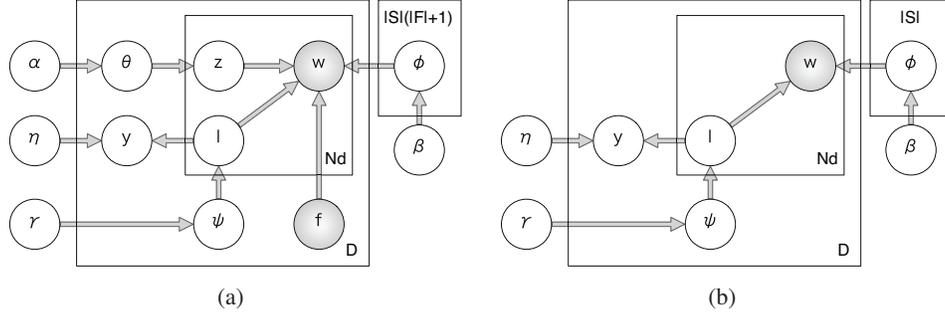 |S|(|F|+1)
α θ z w ϕ
η y l Nd β
γ ψ f D
(a)
|S|
w ϕ
η y l Nd β
γ ψ D
(b)